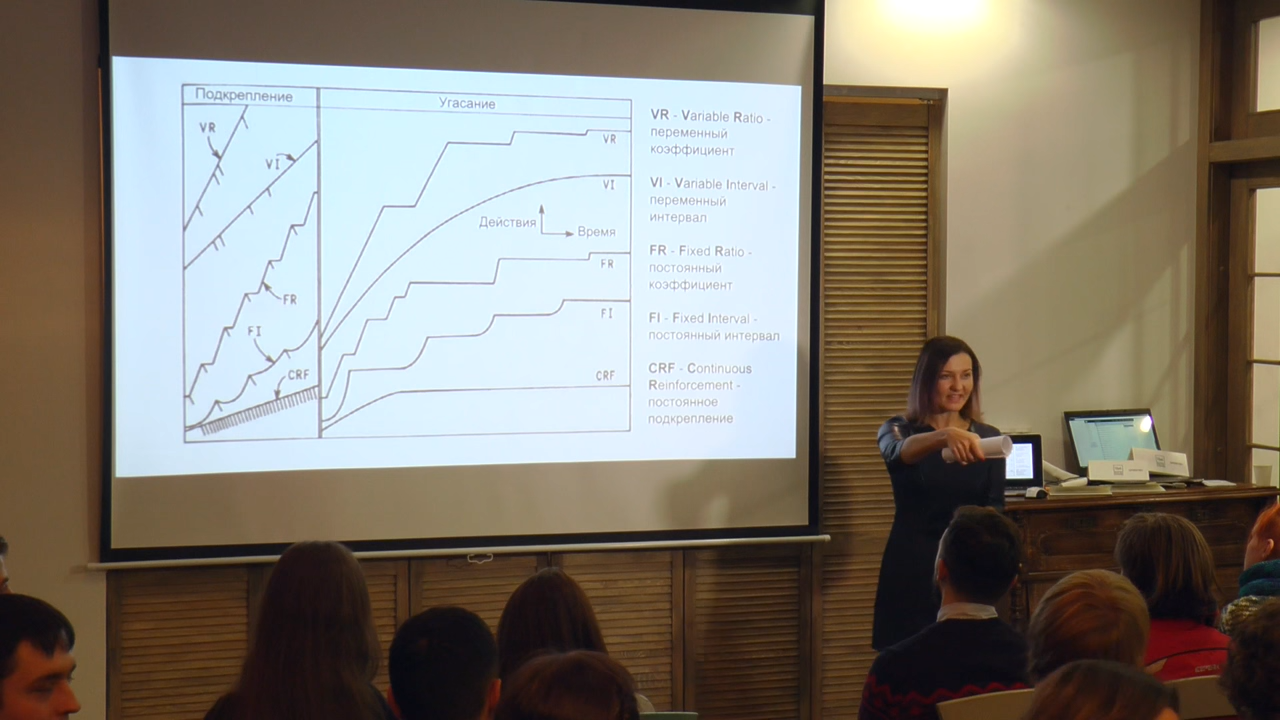 Подкрепление
Угасание
VR
VI
FR
FI
CRF
VR
VI
Действия
Время
FR
FI
CRF
VR - Variable Ratio -
переменный
коэффициент
VI - Variable Interval -
переменный
интервал
FR - Fixed Ratio -
постоянный
коэффициент
FI - Fixed Interval -
постоянный интервал
CRF - Continuous
Reinforcement -
постоянное
подкрепление